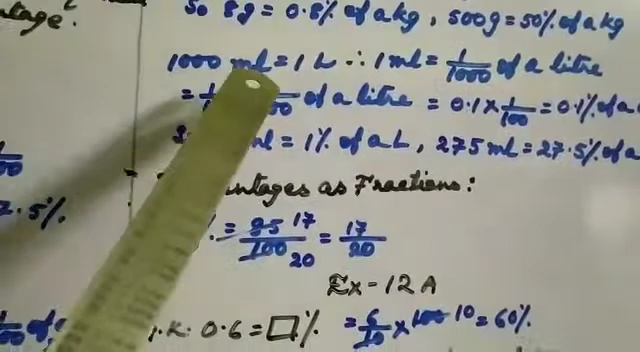 tage.
So 8g = 0.8% of a kg, 500g = 50% of a kg
1000 ml = 1 L ∴ 1 ml = 1/1000 of a litre
= of a litre = 0.1 × 1/100 = 0.1% of a
ml = 1% of a L, 275 ml = 27.5% of a
7.5%
ntages as Fractions:
= 85/100 17/20 = 17/20
Ex - 12 A
0.6 = □% = 6/10 × 100 10 = 60%